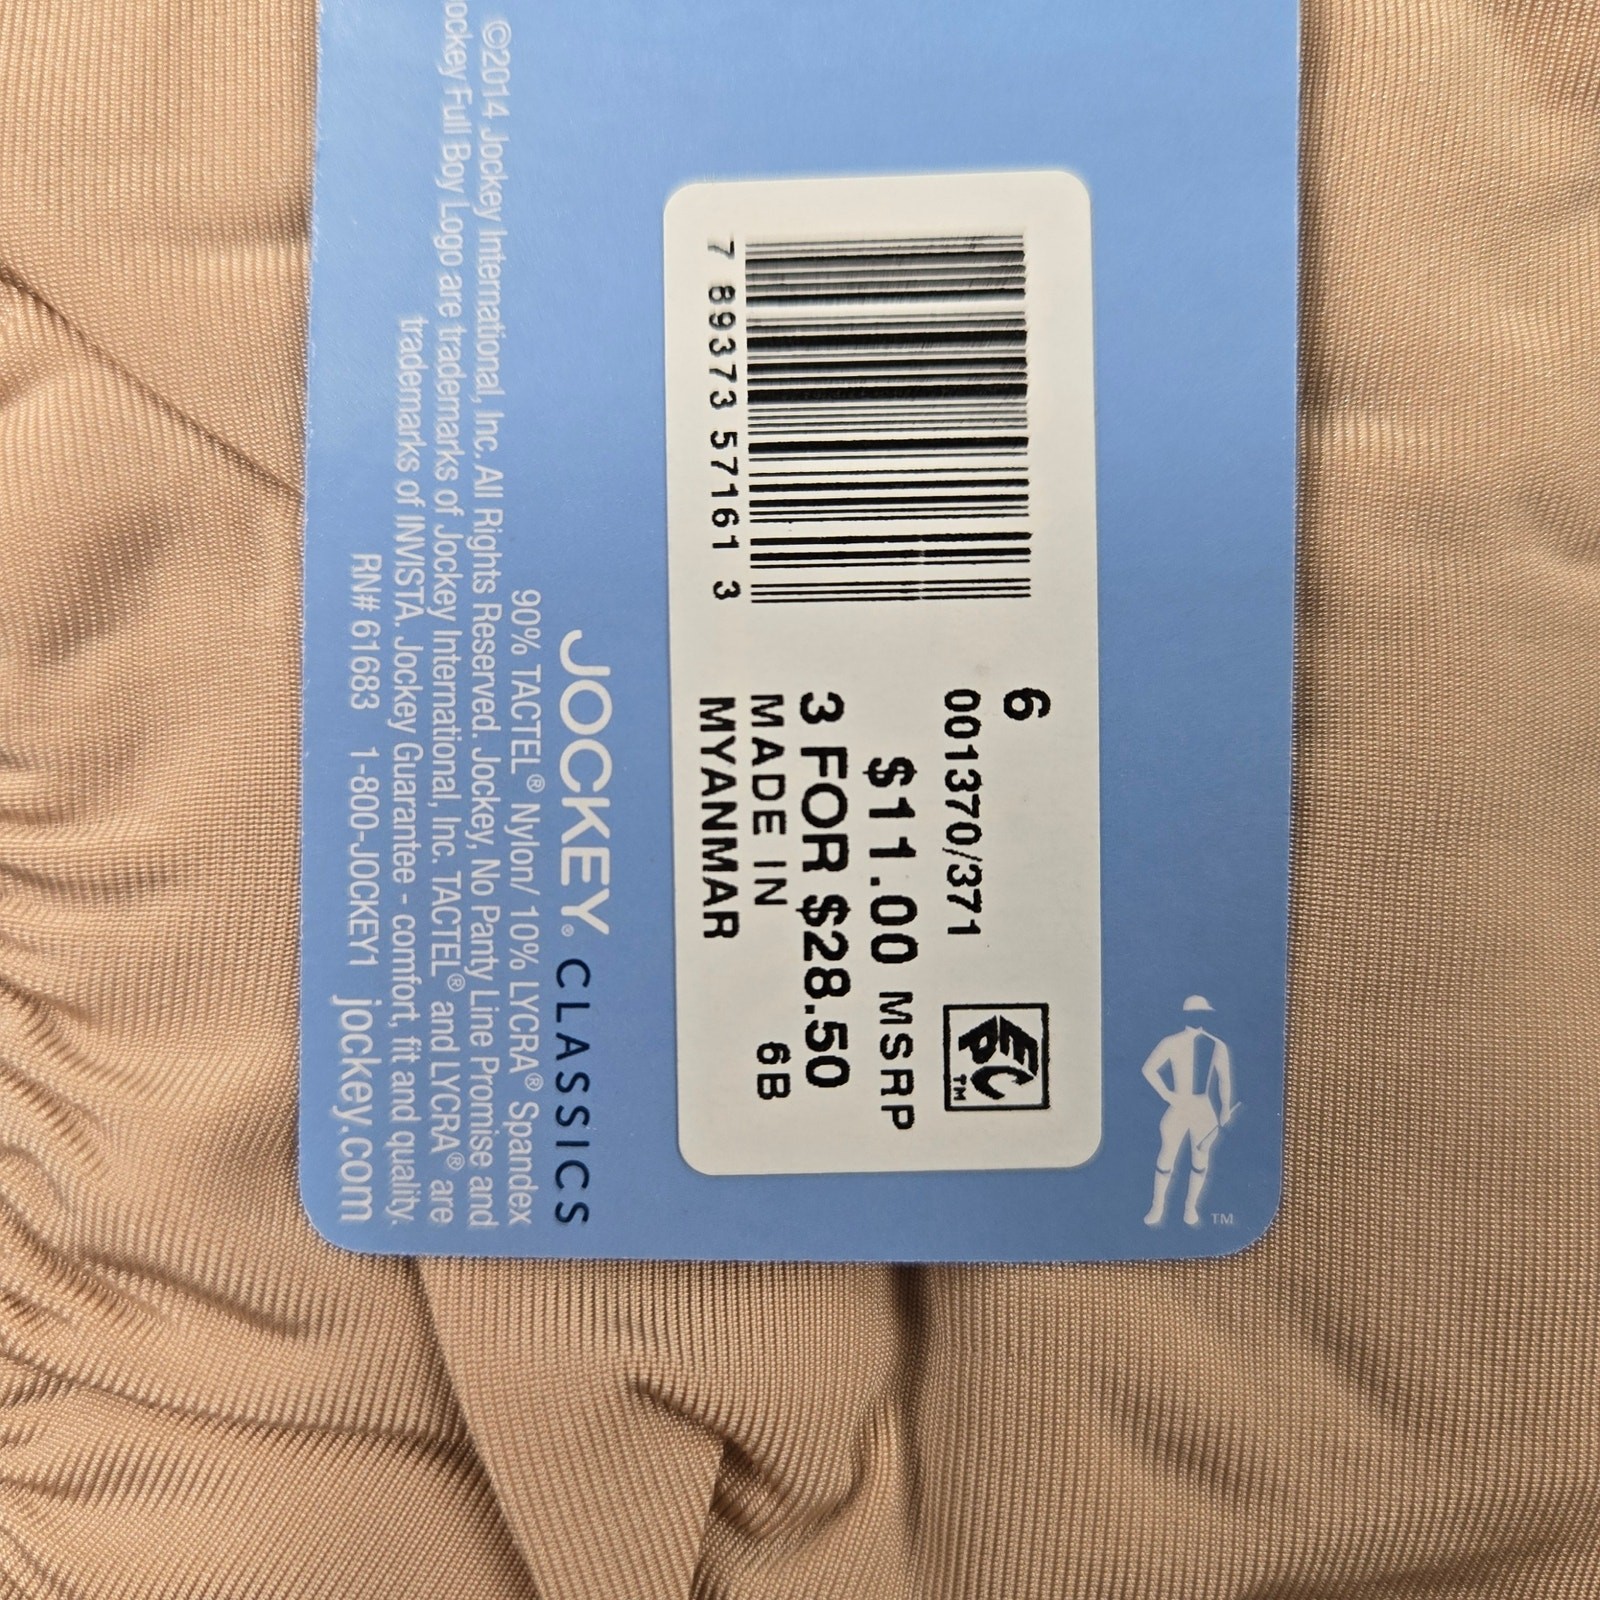 6
001370/371
EPC
TM
$11.00 MSRP
3 FOR $28.50
MADE IN
MYANMAR
6B
7 89373 57161 3
TM
JOCKEY® CLASSICS
90% TACTEL® Nylon/ 10% LYCRA® Spandex
©2014 Jockey International, Inc. All Rights Reserved. Jockey, No Panty Line Promise and
Jockey Full Boy Logo are trademarks of Jockey International, Inc. TACTEL® and LYCRA® are
trademarks of INVISTA. Jockey Guarantee - comfort, fit and quality.
RN# 61683 1-800-JOCKEY1 jockey.com